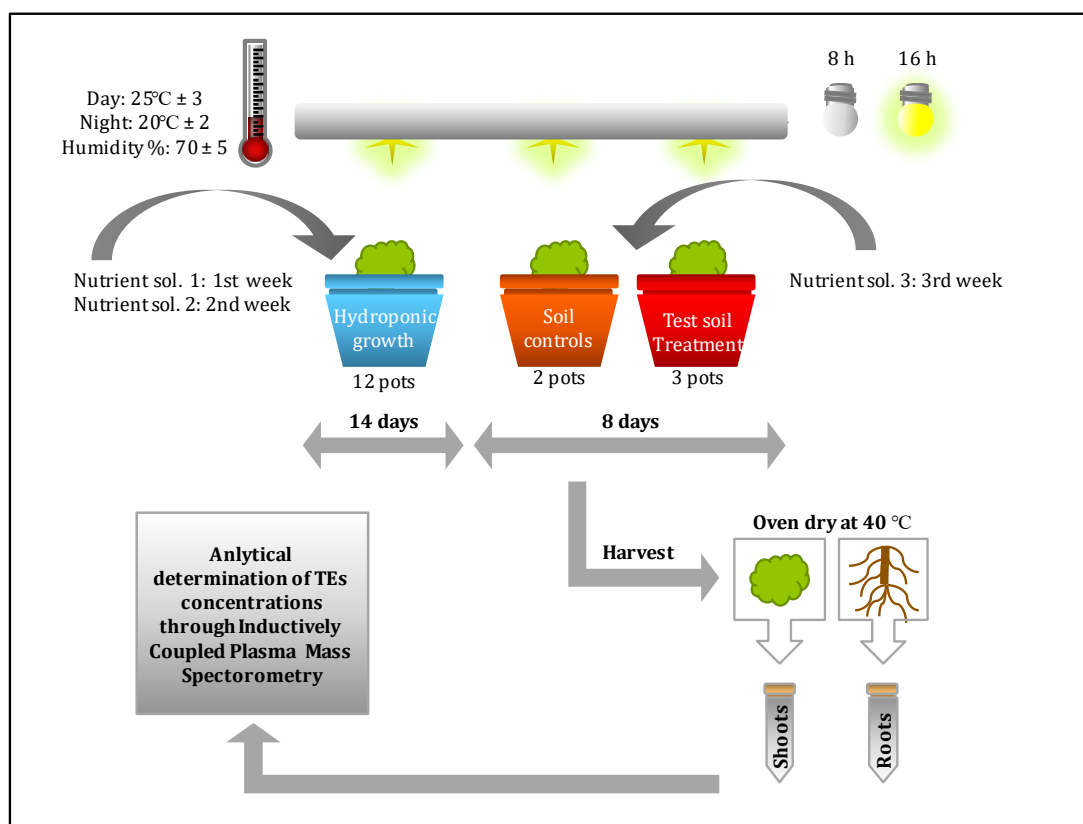 8 h
16 h
Day: 25℃ ± 3
Night: 20℃ ± 2
Humidity %: 70 ± 5
Nutrient sol. 1: 1st week
Nutrient sol. 2: 2nd week
Nutrient sol. 3: 3rd week
Hydroponic
growth
Soil
controls
Test soil
Treatment
12 pots
2 pots
3 pots
14 days
8 days
Harvest
Oven dry at 40 ℃
Anlytical
determination of TEs
concentrations
through Inductively
Coupled Plasma Mass
Spectorometry
Shoots
Roots